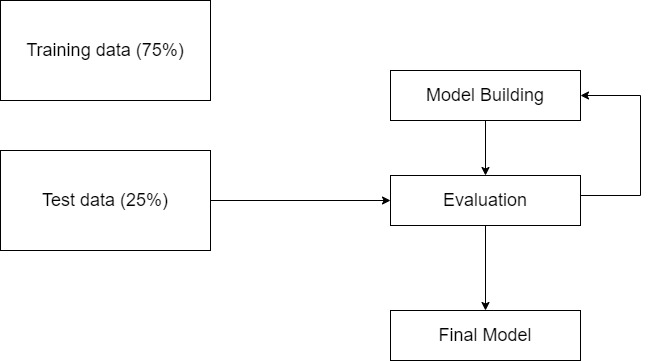 Training data (75%)
Model Building
Test data (25%)
Evaluation
Final Model